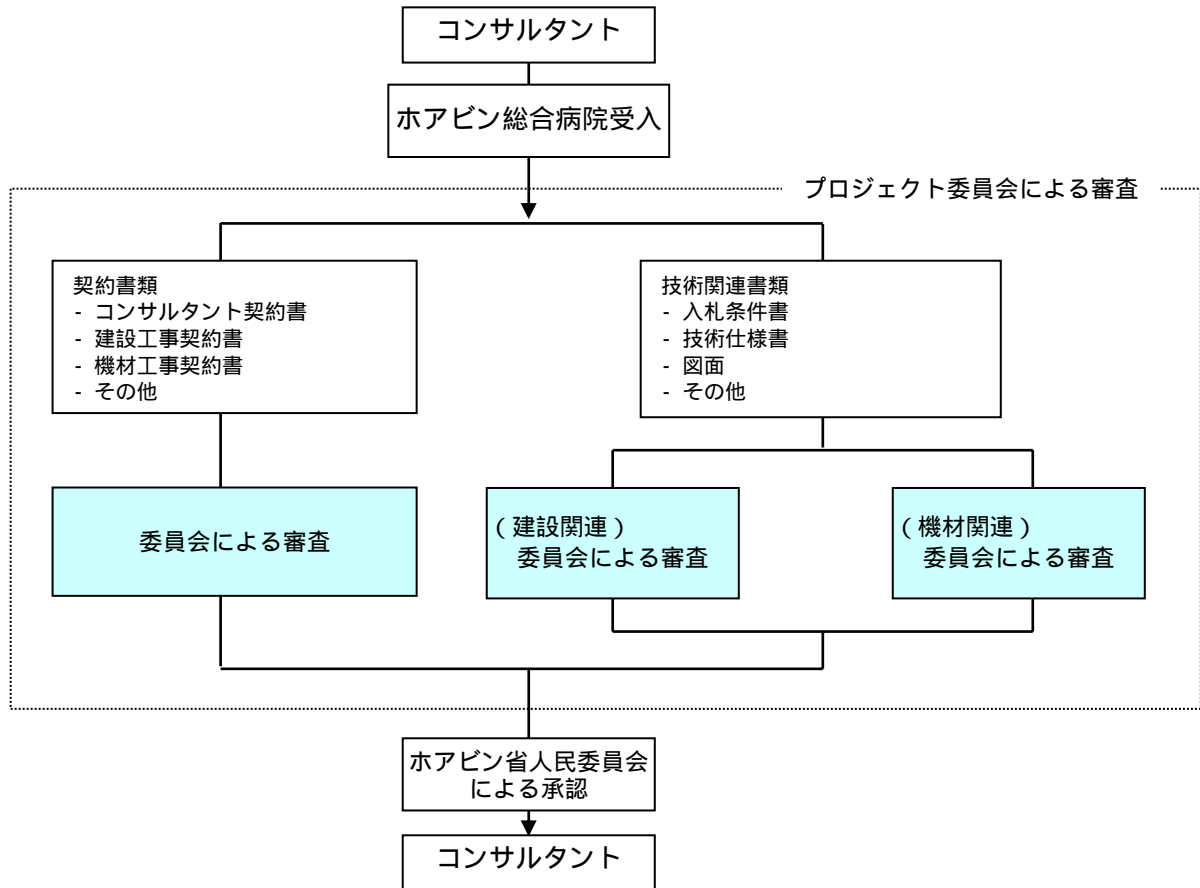 コンサルタント
ホアビン総合病院受入
プロジェクト委員会による審査
契約書類
- コンサルタント契約書
- 建設工事契約書
- 機材工事契約書
- その他
技術関連書類
- 入札条件書
- 技術仕様書
- 図面
- その他
委員会による審査
(建設関連)
委員会による審査
(機材関連)
委員会による審査
ホアビン省人民委員会
による承認
コンサルタント